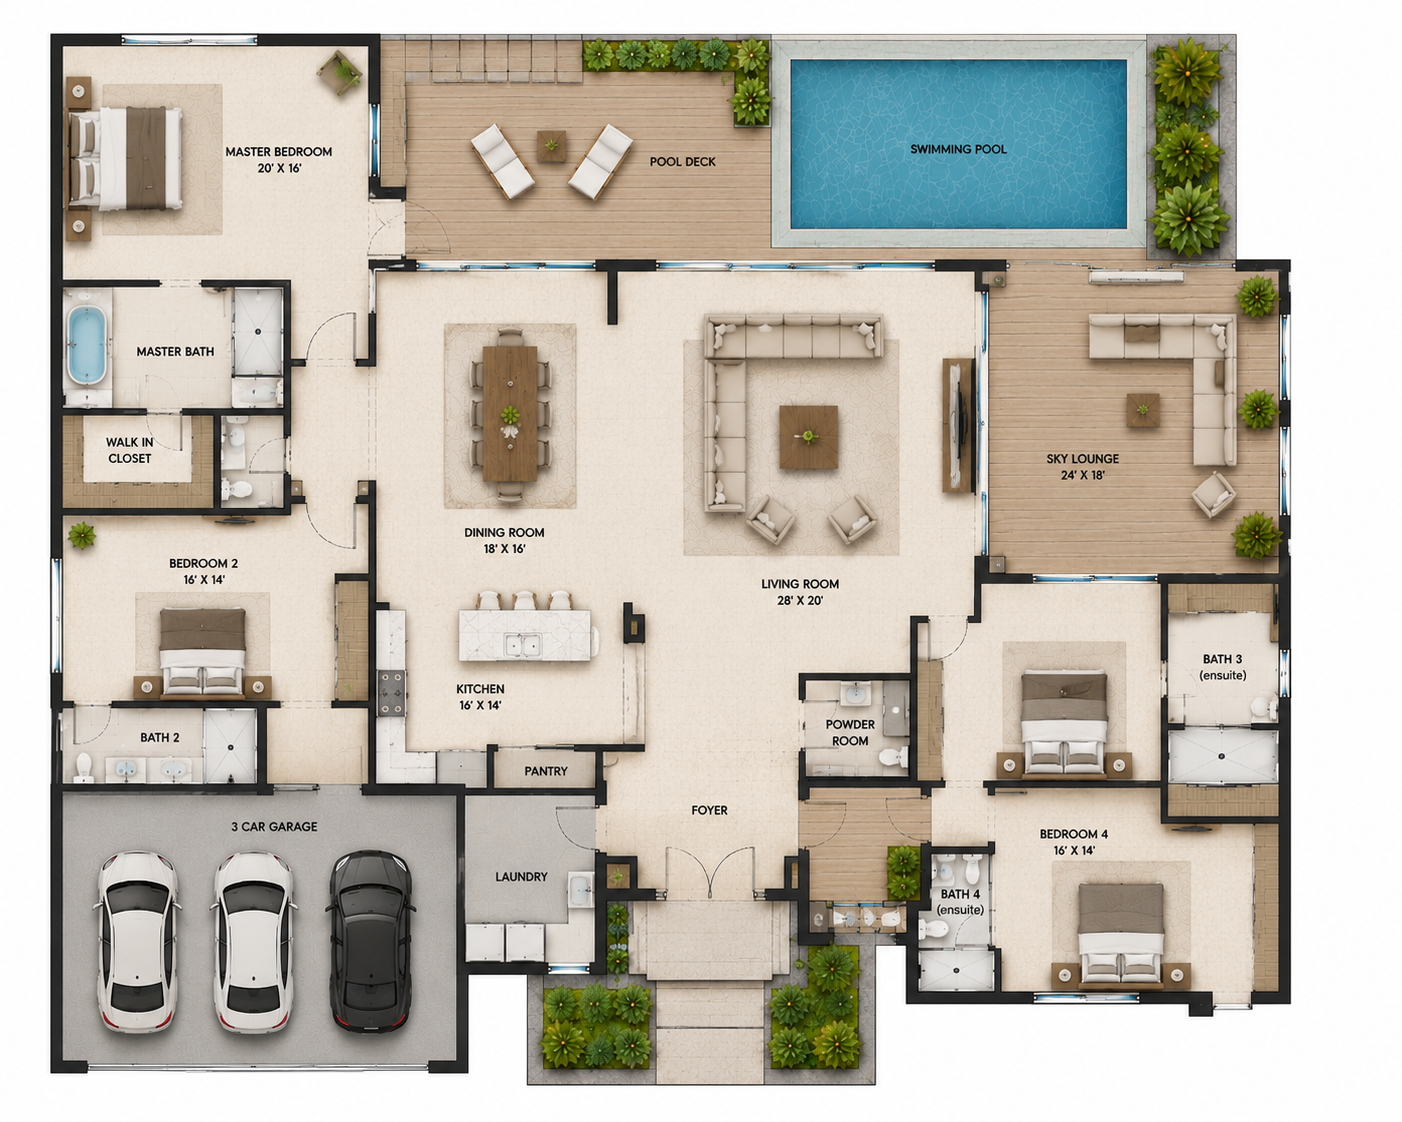 MASTER BEDROOM
20' X 16'
POOL DECK
SWIMMING POOL
MASTER BATH
WALK IN
CLOSET
DINING ROOM
18' X 16'
LIVING ROOM
28' X 20'
SKY LOUNGE
24' X 18'
BEDROOM 2
16' X 14'
KITCHEN
16' X 14'
BATH 2
PANTRY
POWDER
ROOM
BATH 3
(ensuite)
3 CAR GARAGE
LAUNDRY
FOYER
BEDROOM 4
16' X 14'
BATH 4
(ensuite)